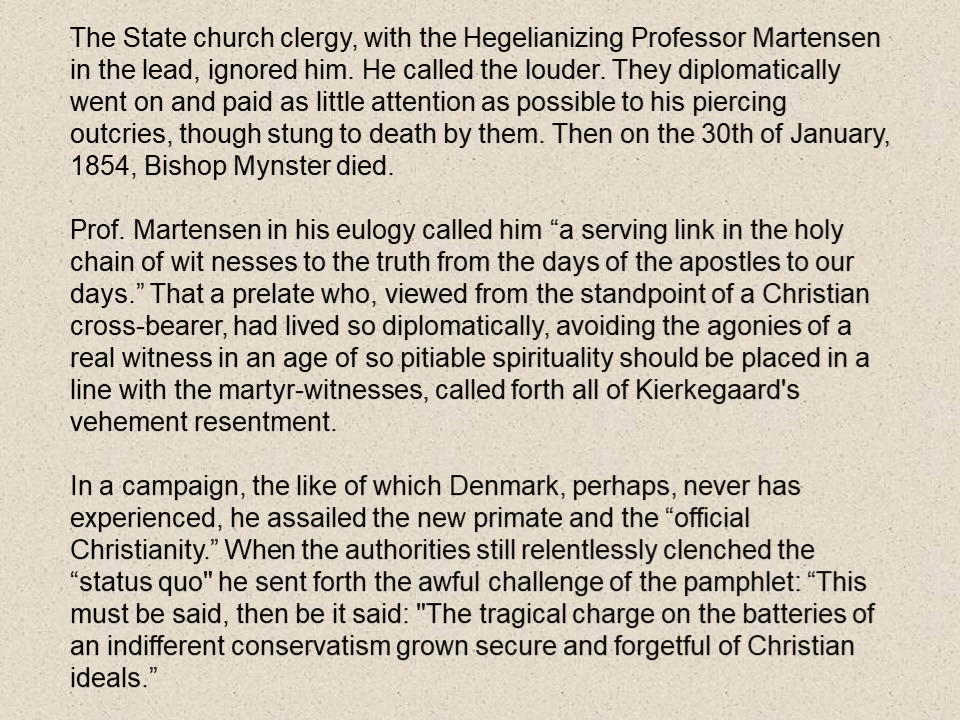 The State church clergy, with the Hegelianizing Professor Martensen
in the lead, ignored him. He called the louder. They diplomatically
went on and paid as little attention as possible to his piercing
outcries, though stung to death by them. Then on the 30th of January,
1854, Bishop Mynster died.

Prof. Martensen in his eulogy called him “a serving link in the holy
chain of wit nesses to the truth from the days of the apostles to our
days.” That a prelate who, viewed from the standpoint of a Christian
cross-bearer, had lived so diplomatically, avoiding the agonies of a
real witness in an age of so pitiable spirituality should be placed in a
line with the martyr-witnesses, called forth all of Kierkegaard's
vehement resentment.

In a campaign, the like of which Denmark, perhaps, never has
experienced, he assailed the new primate and the “official
Christianity.” When the authorities still relentlessly clenched the
“status quo" he sent forth the awful challenge of the pamphlet: “This
must be said, then be it said: "The tragical charge on the batteries of
an indifferent conservatism grown secure and forgetful of Christian
ideals.”